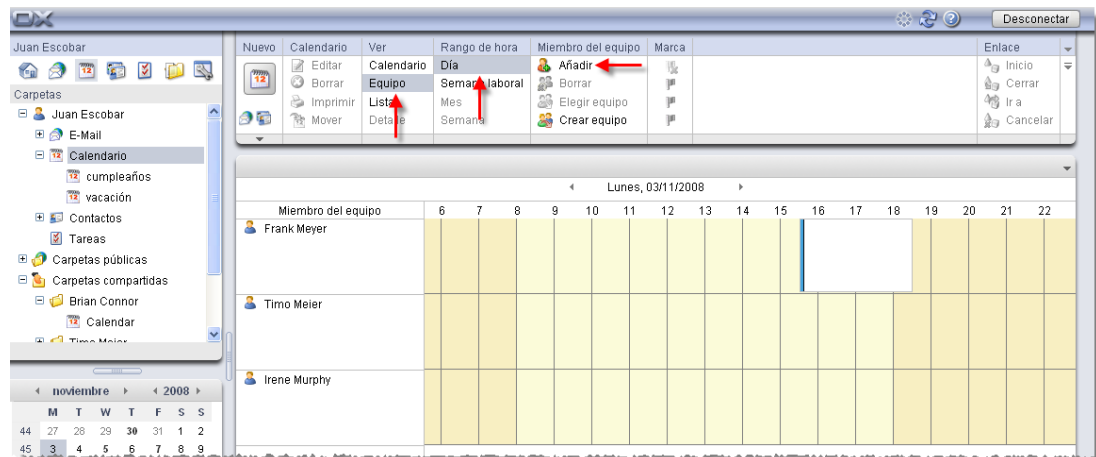 OX
Desconectar
Juan Escobar
Carpetas
Juan Escobar
E-Mail
Calendario
cumpleaños
vacación
Contactos
Tareas
Carpetas públicas
Carpetas compartidas
Brian Connor
Calendar
Timo Meier
noviembre 2008
M T W T F S S
44 27 28 29 30 31 1 2
45 3 4 5 6 7 8 9
Nuevo Calendario Ver Rango de hora Miembro del equipo Marca Enlace
Editar Calendario Día Añadir Inicio
Borrar Equipo Semana laboral Borrar Cerrar
Imprimir Lista Mes Elegir equipo Ir a
Mover Detalle Semana Crear equipo Cancelar
Lunes, 03/11/2008
Miembro del equipo 6 7 8 9 10 11 12 13 14 15 16 17 18 19 20 21 22
Frank Meyer
Timo Meier
Irene Murphy